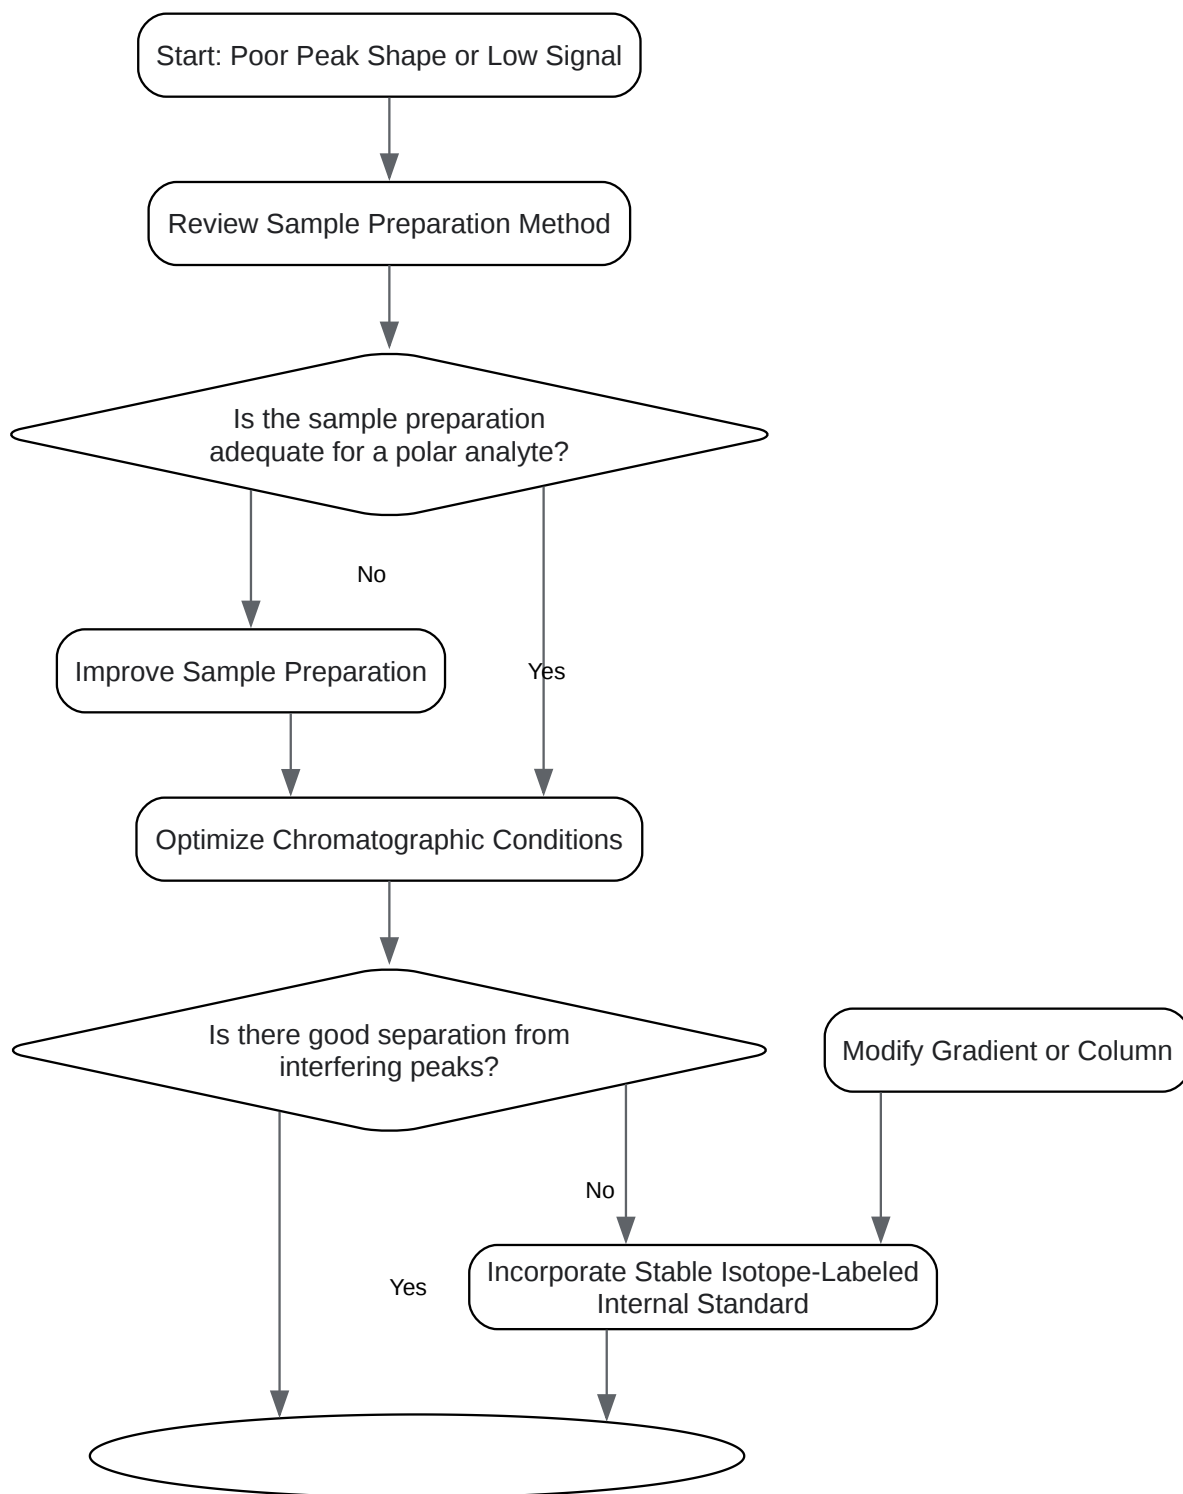 Start: Poor Peak Shape or Low Signal
Review Sample Preparation Method
Is the sample preparation
adequate for a polar analyte?
No
Improve Sample Preparation
Yes
Optimize Chromatographic Conditions
Is there good separation from
interfering peaks?
Modify Gradient or Column
No
Incorporate Stable Isotope-Labeled
Internal Standard
Yes